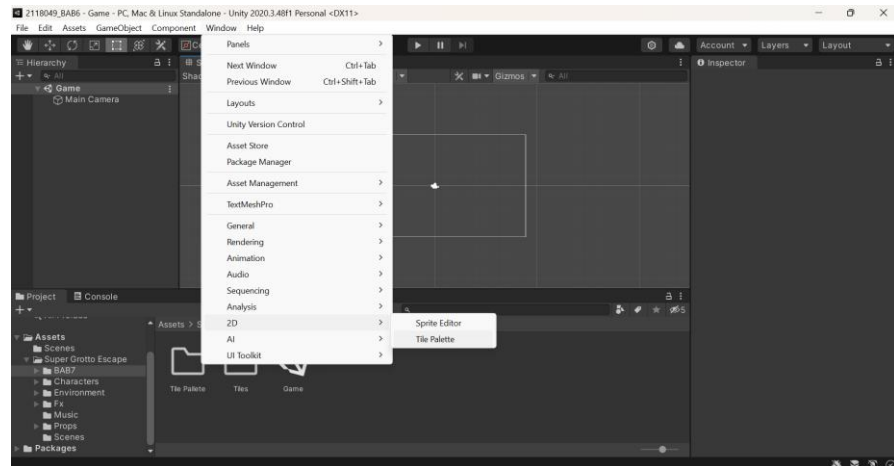 2118049_BAB6 - Game - PC, Mac & Linux Standalone - Unity 2020.3.48f1 Personal <DX11>
File Edit Assets GameObject Component Window Help
Account Layers Layout
Hierarchy
Inspector
All
Gizmos All
Game
Main Camera
Panels
Next Window Ctrl+Tab
Previous Window Ctrl+Shift+Tab
Layouts
Unity Version Control
Asset Store
Package Manager
Asset Management
TextMeshPro
General
Rendering
Animation
Audio
Sequencing
Analysis
2D
AI
UI Toolkit
Sprite Editor
Tile Palette
Project Console
Assets
Scenes
Super Grotto Escape
BAB7
Characters
Environment
Fx
Music
Props
Scenes
Packages
Assets > S
Tile Pallete Tiles Game